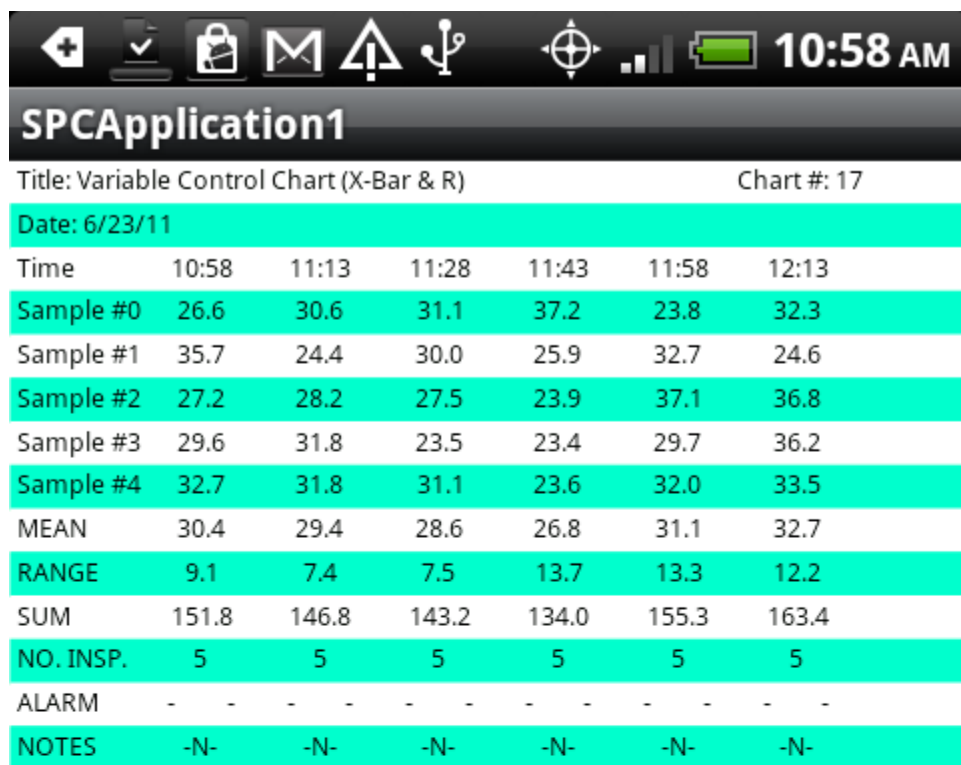 10:58 AM
SPCApplication1
Title: Variable Control Chart (X-Bar & R) Chart #: 17
Date: 6/23/11
Time 10:58 11:13 11:28 11:43 11:58 12:13
Sample #0 26.6 30.6 31.1 37.2 23.8 32.3
Sample #1 35.7 24.4 30.0 25.9 32.7 24.6
Sample #2 27.2 28.2 27.5 23.9 37.1 36.8
Sample #3 29.6 31.8 23.5 23.4 29.7 36.2
Sample #4 32.7 31.8 31.1 23.6 32.0 33.5
MEAN 30.4 29.4 28.6 26.8 31.1 32.7
RANGE 9.1 7.4 7.5 13.7 13.3 12.2
SUM 151.8 146.8 143.2 134.0 155.3 163.4
NO. INSP. 5 5 5 5 5 5
ALARM - - - - - - - - - - - -
NOTES -N- -N- -N- -N- -N- -N-